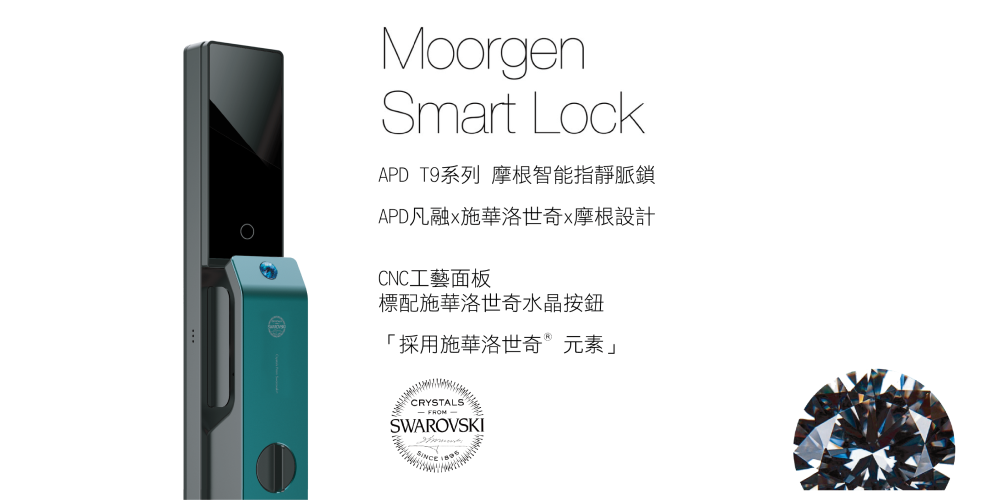 Moorgen
Smart Lock
APD T9系列 摩根智能指靜脈鎖
APD凡融x施華洛世奇x摩根設計
CNC工藝面板
標配施華洛世奇水晶按鈕
「採用施華洛世奇® 元素」
CRYSTALS
FROM
SWAROVSKI
SINCE 1895
SWAROVSKI